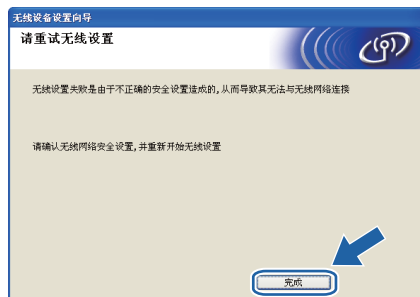 无线设备设置向导
请重试无线设置
无线设置失败是由于不正确的安全设置造成的,从而导致其无法与无线网络连接
请确认无线网络安全设置,并重新开始无线设置
完成